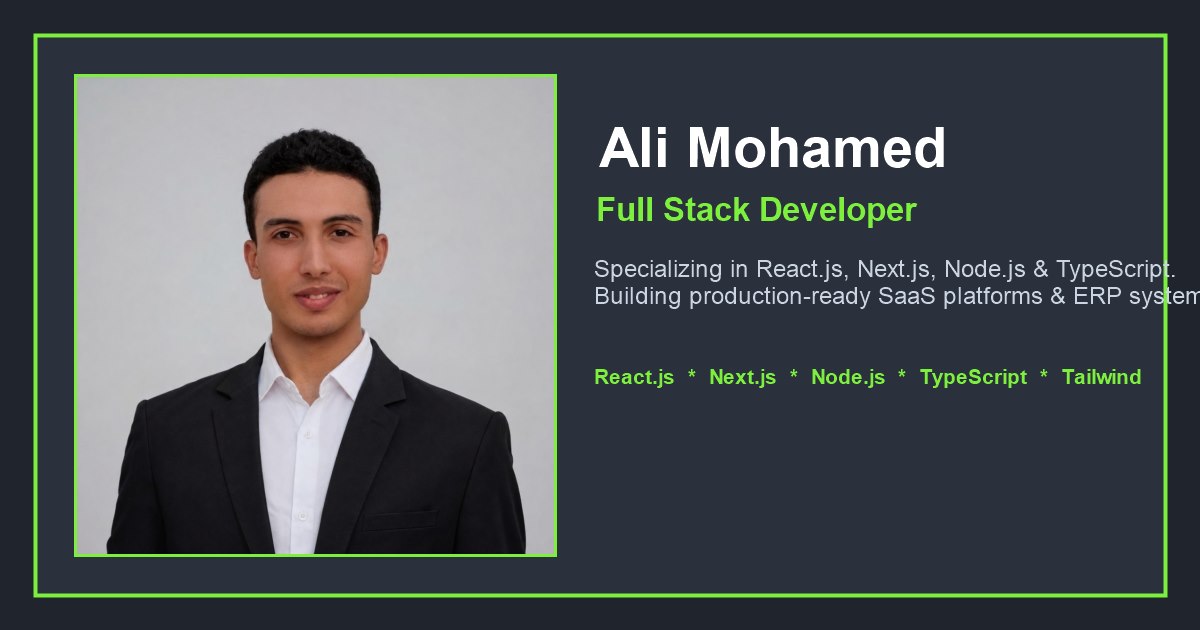 Ali Mohamed
Full Stack Developer
Specializing in React.js, Next.js, Node.js & TypeScript.
Building production-ready SaaS platforms & ERP system
React.js * Next.js * Node.js * TypeScript * Tailwind